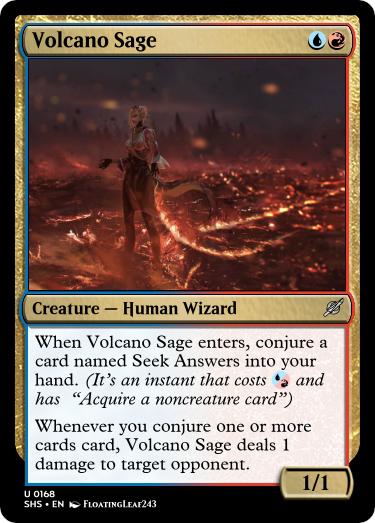 Volcano Sage
Creature — Human Wizard
When Volcano Sage enters, conjure a
card named Seek Answers into your
hand. (It's an instant that costs and
has “Acquire a noncreature card”)
Whenever you conjure one or more
cards card, Volcano Sage deals 1
damage to target opponent.
1/1
U 0168
SHS • EN FloatingLeaf243